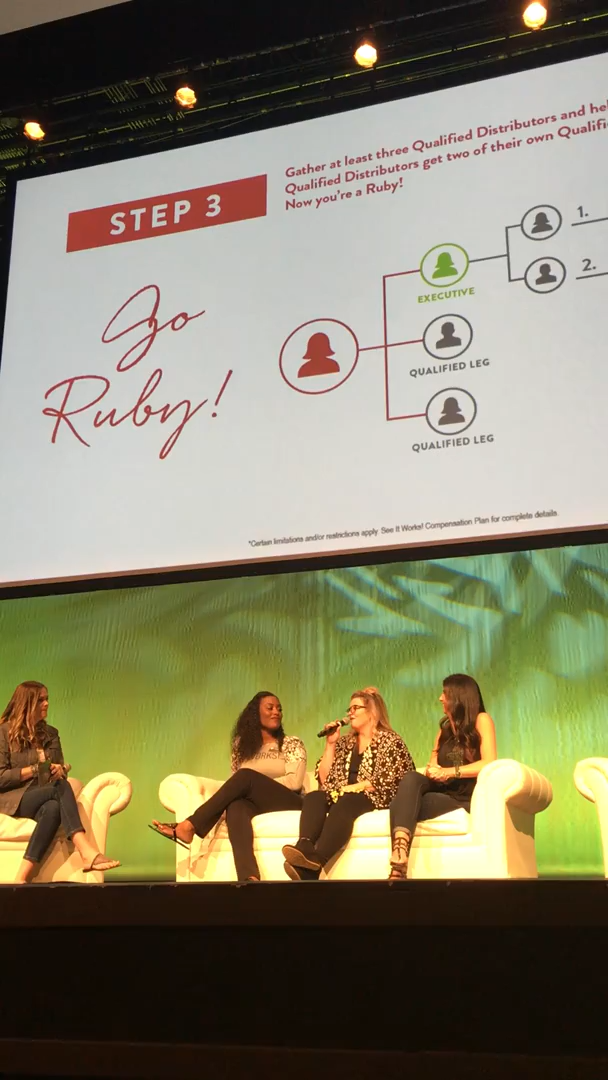 Gather at least three Qualified Distributors and
Qualified Distributors get two of their own
Now you're a Ruby!
STEP 3
Go
Ruby!
1.
2.
EXECUTIVE
QUALIFIED LEG
QUALIFIED LEG
*Certain limitations and/or restrictions apply. See It Works! Compensation Plan for complete details.